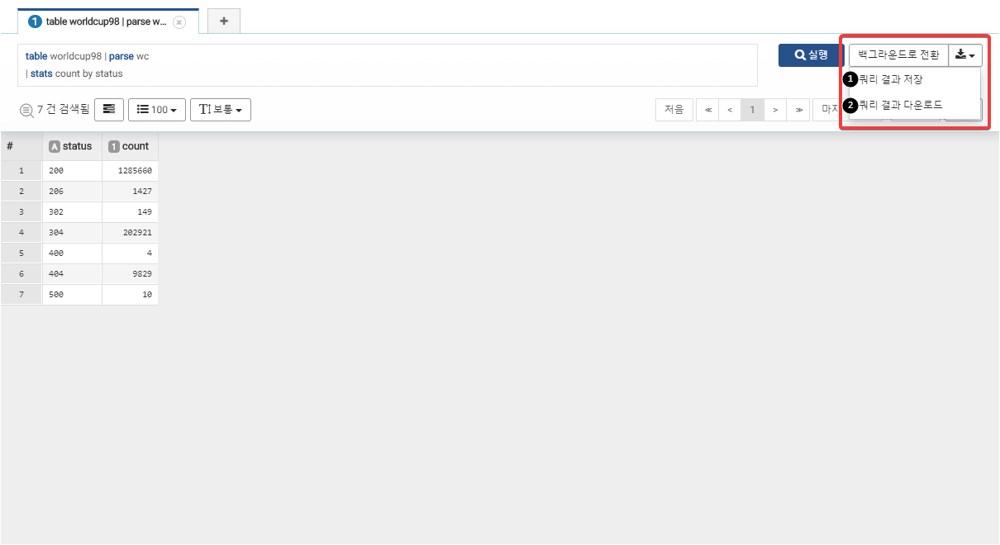 1 table worldcup98 | parse w...
table worldcup98 | parse wc
| stats count by status
실행
백그라운드로 전환
1 쿼리 결과 저장
2 쿼리 결과 다운로드
7 건 검색됨
100
보통
처음
<<
<
1
>
>>
# A status 1 count
1 200 1285660
2 206 1427
3 302 149
4 304 202921
5 400 4
6 404 9829
7 500 10